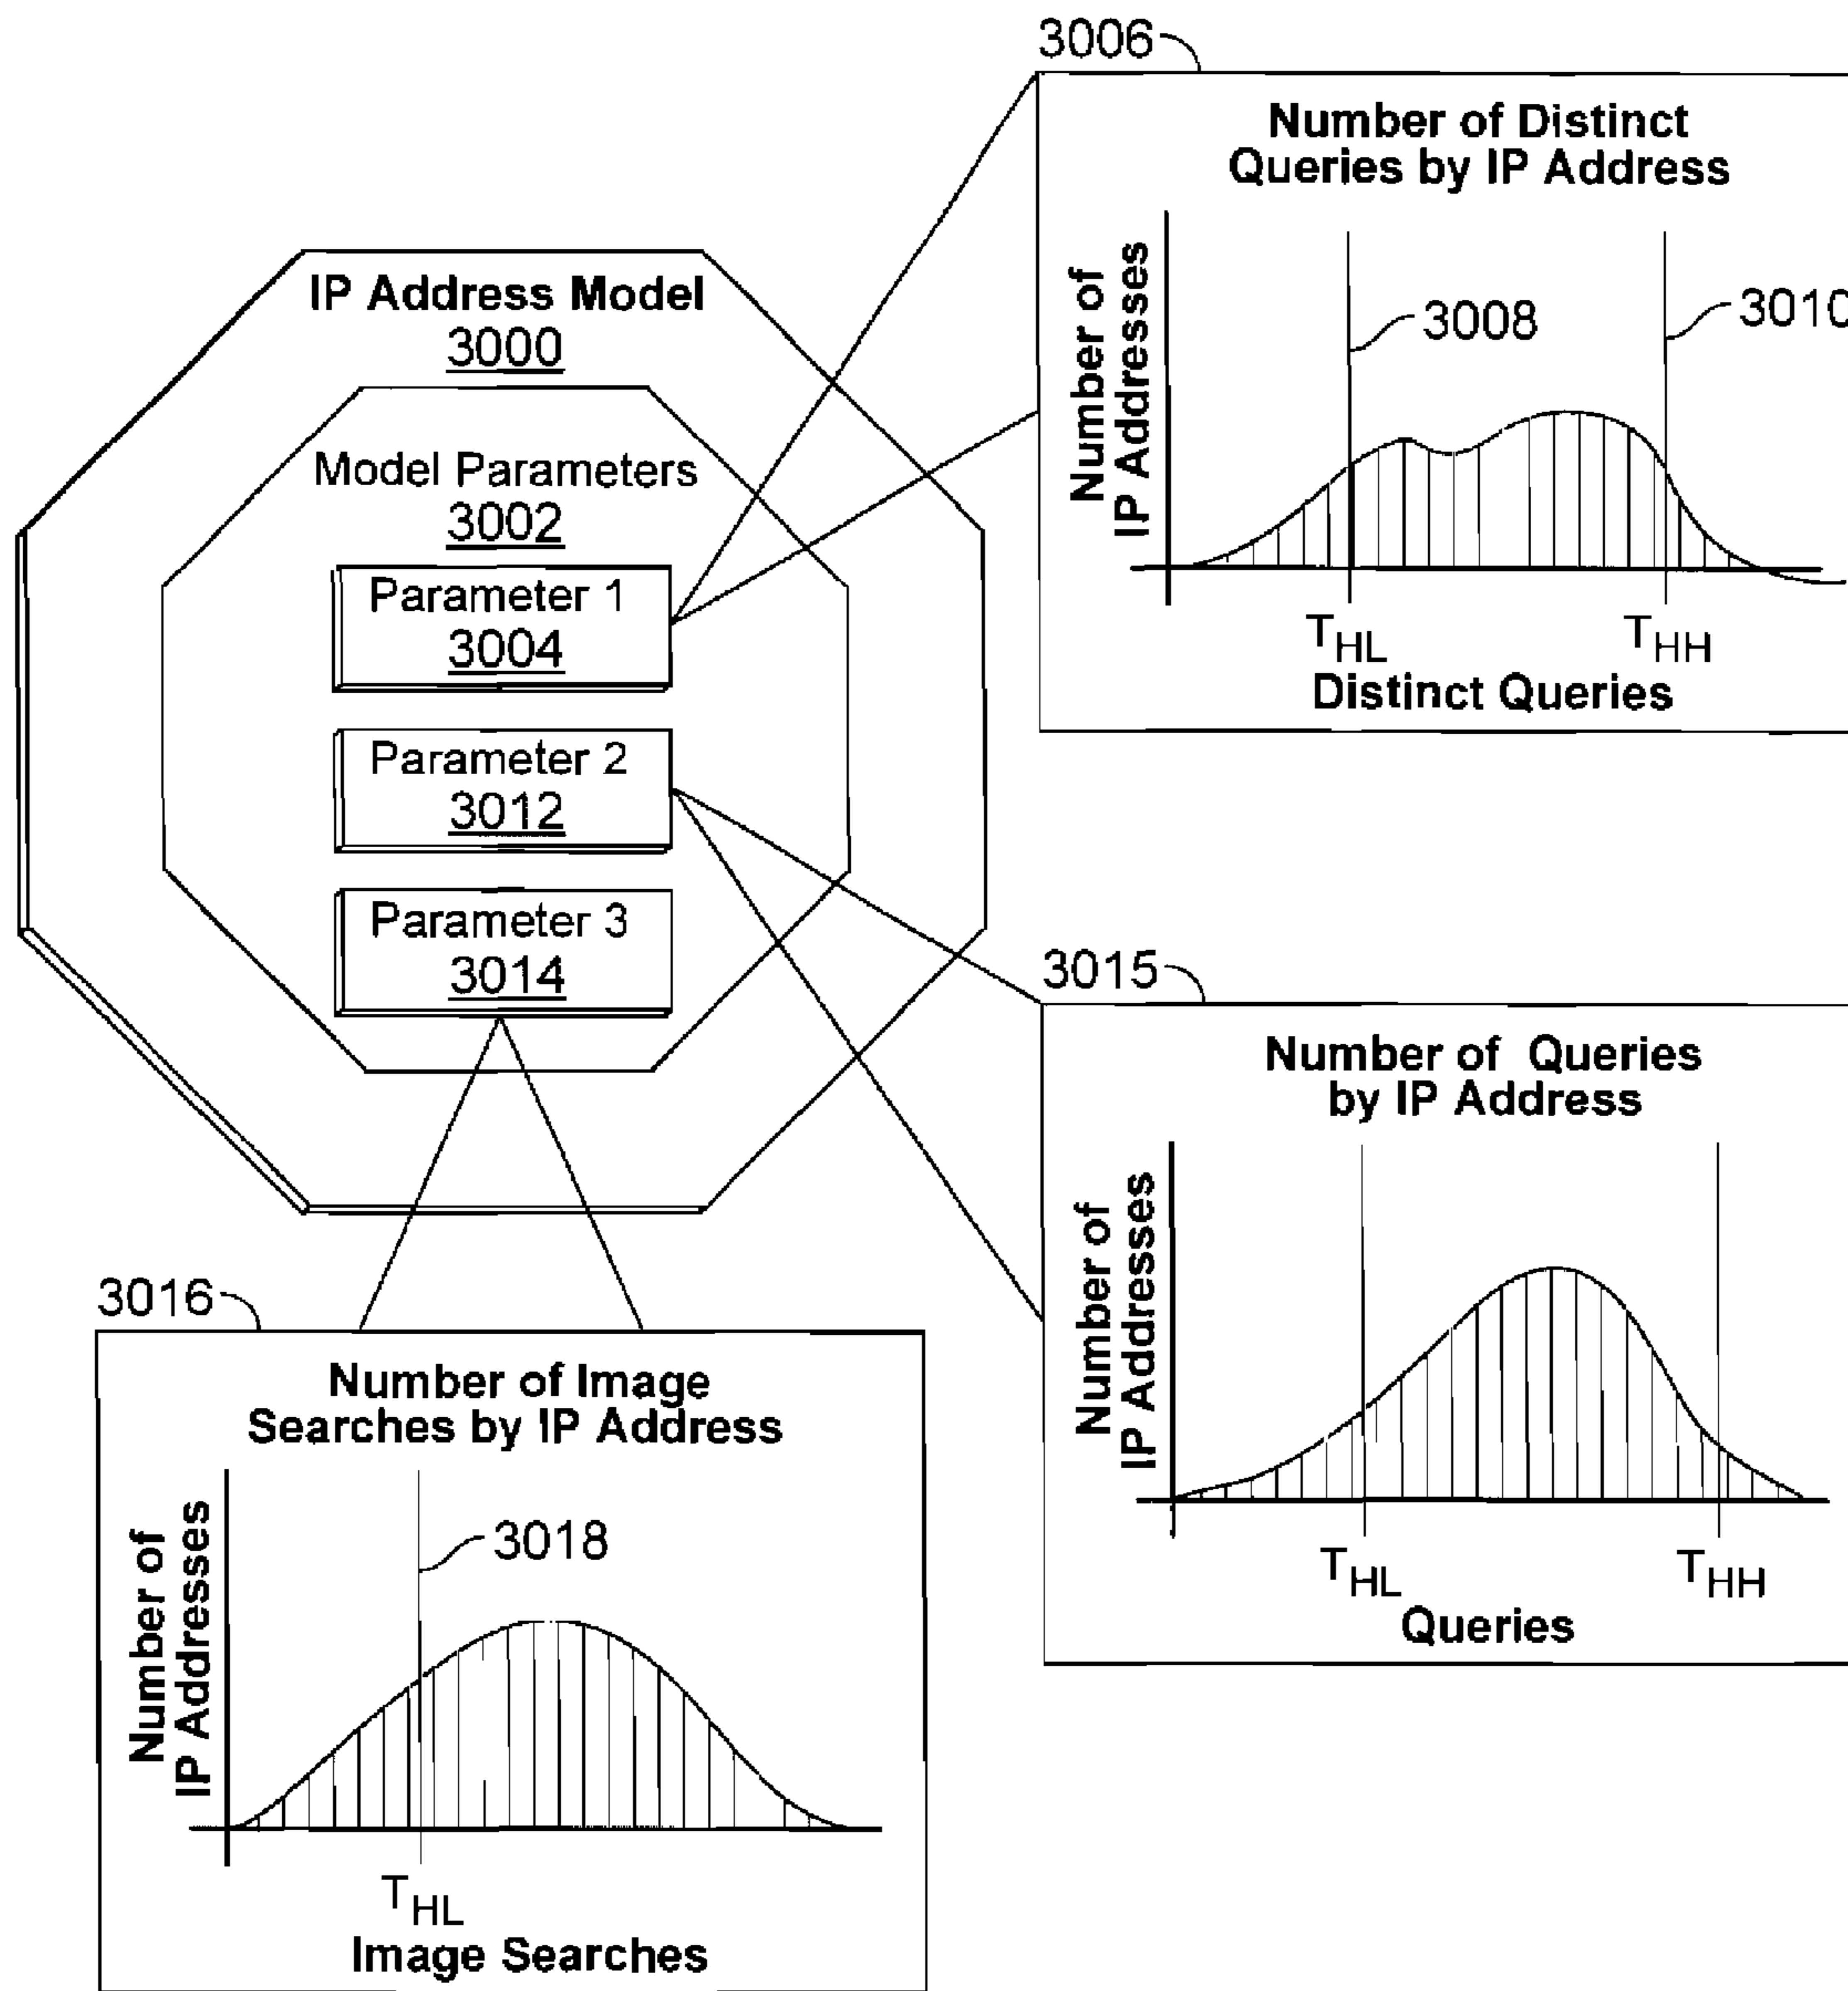 IP Address Model
3000
Model Parameters
3002
Parameter 1
3004
Parameter 2
3012
Parameter 3
3014
3006
Number of Distinct
Queries by IP Address
Number of
IP Addresses
3008
3010
THL
THH
Distinct Queries
3015
Number of Queries
by IP Address
Number of
IP Addresses
THL
THH
Queries
3016
Number of Image
Searches by IP Address
Number of
IP Addresses
3018
THL
Image Searches